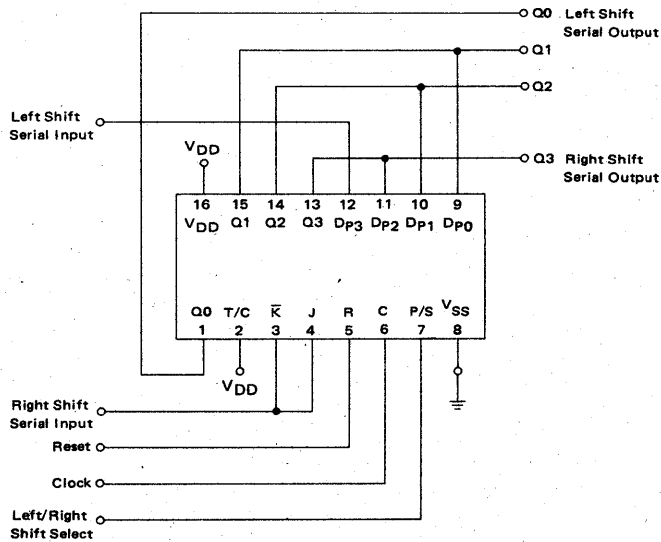 Q0 Left Shift
Serial Output
Q1
Q2
Left Shift
Serial Input
VDD
Q3 Right Shift
Serial Output
16 15 14 13 12 11 10 9
VDD Q1 Q2 Q3 DP3 DP2 DP1 DP0
Q0 T/C K̅ J R C P/S VSS
1 2 3 4 5 6 7 8
VDD
Right Shift
Serial Input
Reset
Clock
Left/Right
Shift Select